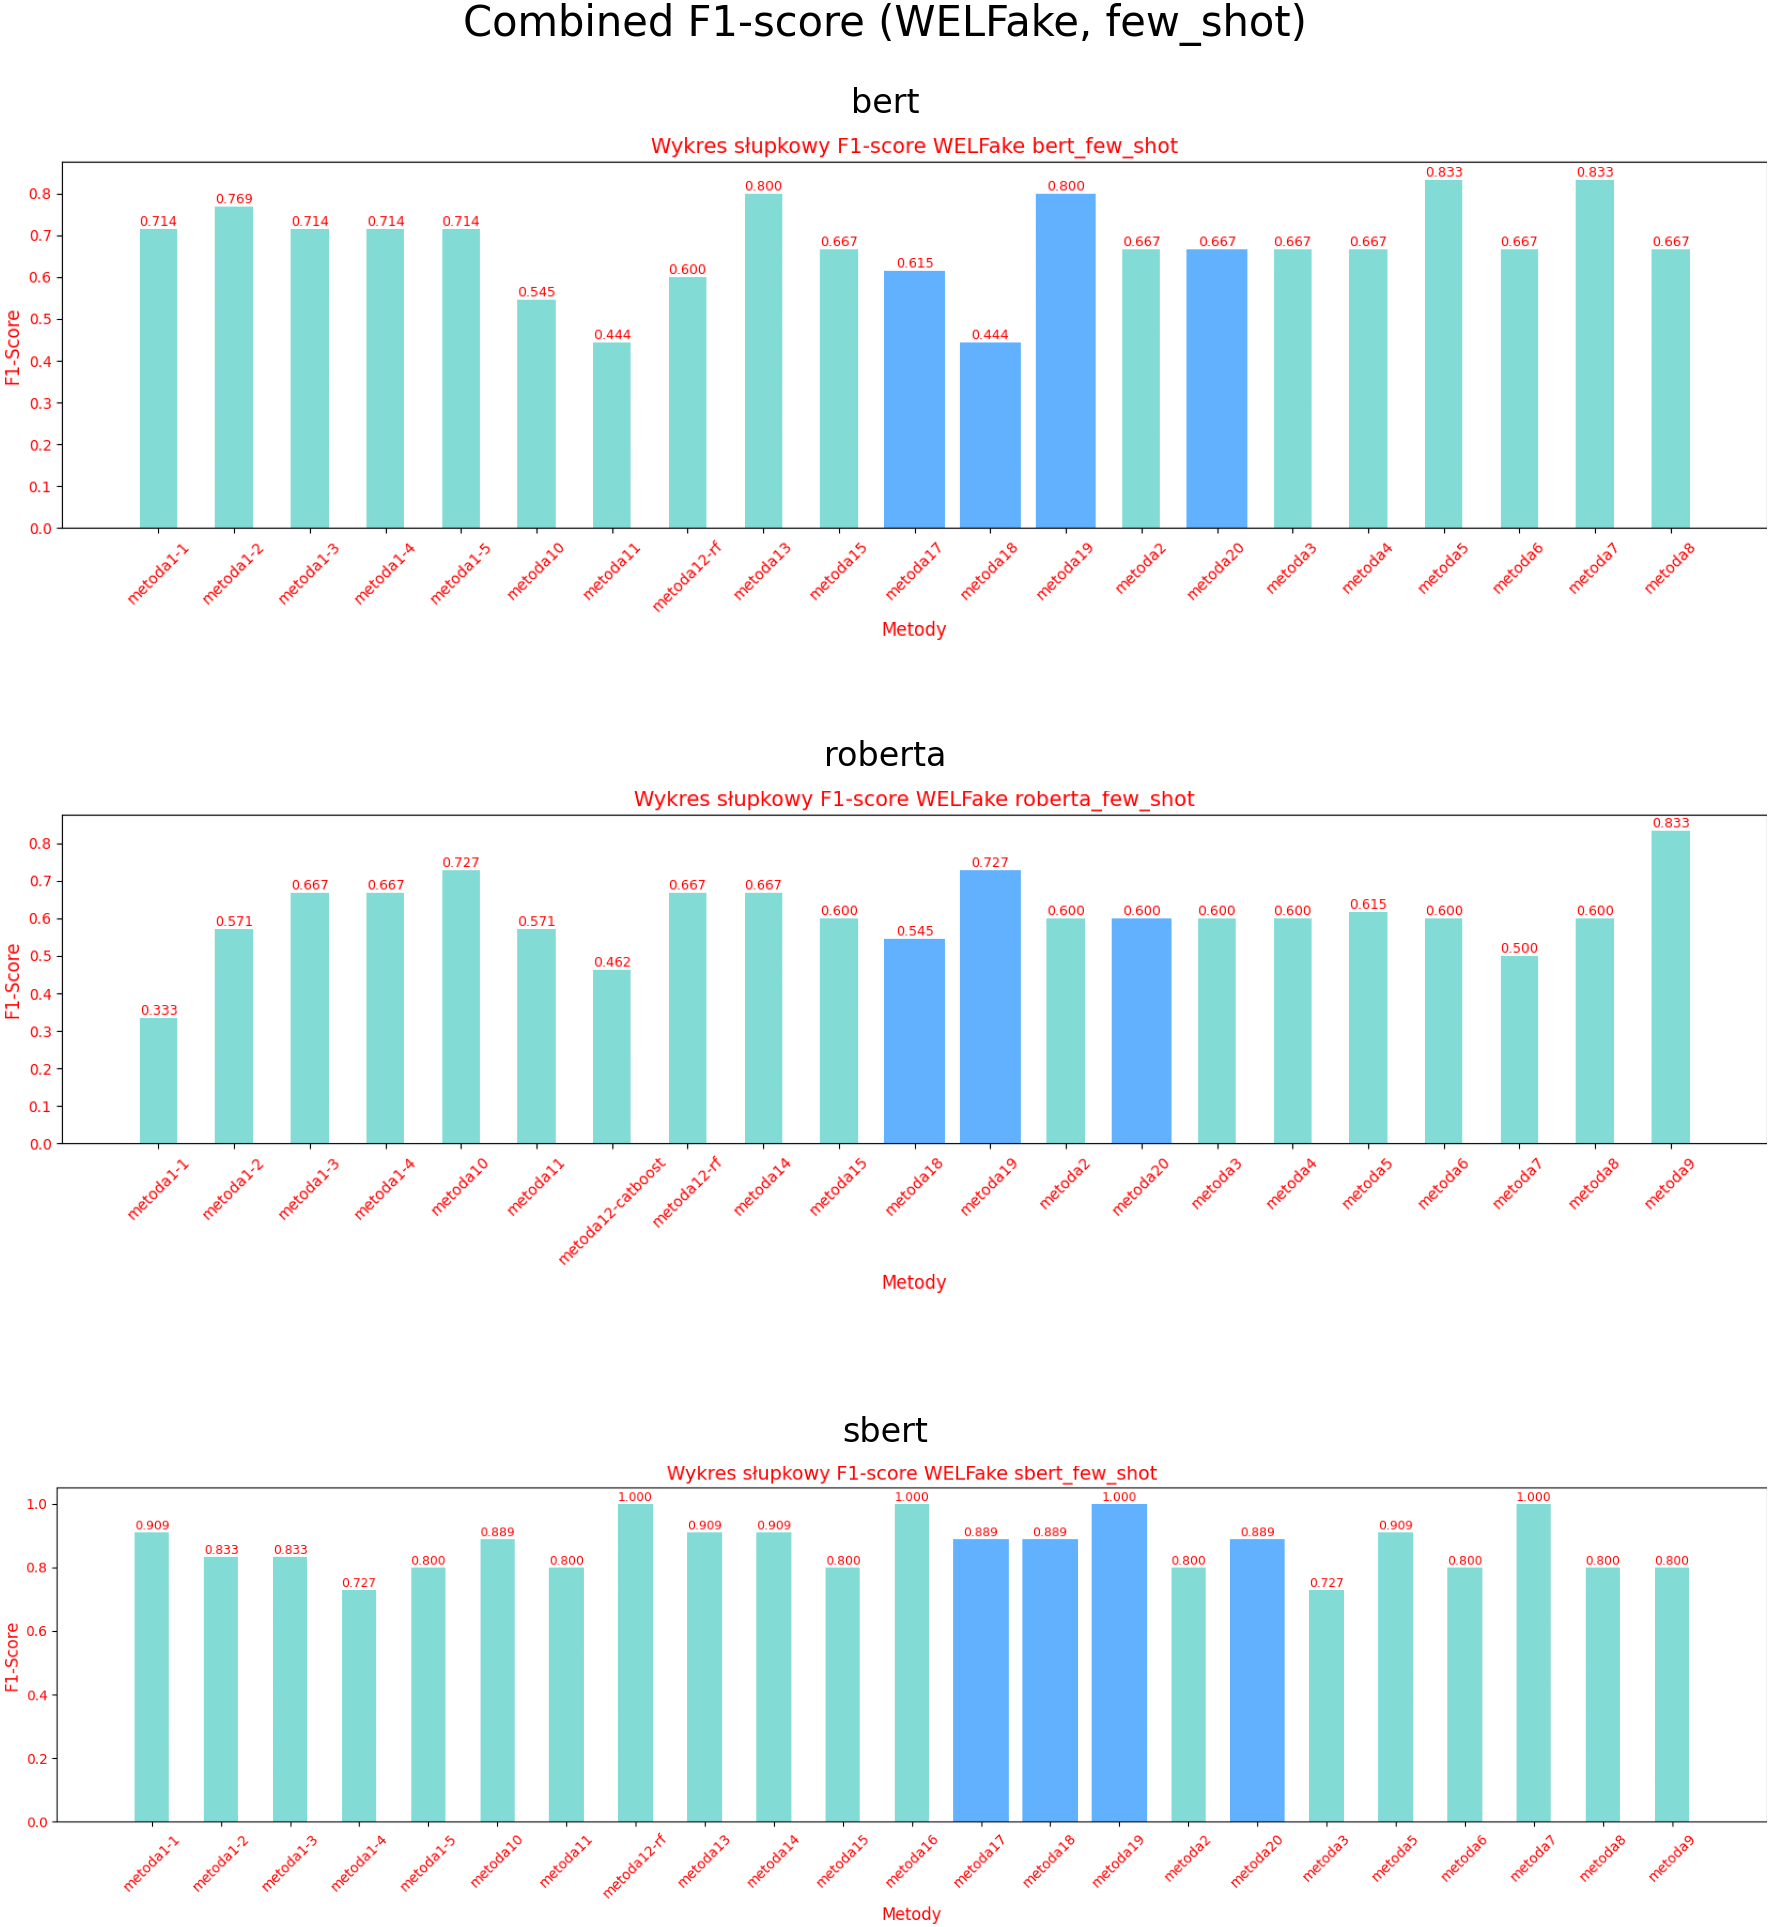 Combined F1-score (WELFake, few_shot)
bert
Wykres słupkowy F1-score WELFake bert_few_shot
0.714 0.769 0.714 0.714 0.714 0.545 0.444 0.600 0.800 0.667 0.615 0.444 0.800 0.667 0.667 0.667 0.667 0.833 0.667 0.833 0.667
F1-Score
0.8
0.7
0.6
0.5
0.4
0.3
0.2
0.1
0.0
metoda1-1 metoda1-2 metoda1-3 metoda1-4 metoda1-5 metoda10 metoda11 metoda12-rf metoda13 metoda15 metoda17 metoda18 metoda19 metoda2 metoda20 metoda3 metoda4 metoda5 metoda6 metoda7 metoda8
Metody
roberta
Wykres słupkowy F1-score WELFake roberta_few_shot
0.333 0.571 0.667 0.667 0.727 0.571 0.462 0.667 0.667 0.600 0.545 0.727 0.600 0.600 0.600 0.600 0.615 0.600 0.500 0.600 0.833
F1-Score
0.8
0.7
0.6
0.5
0.4
0.3
0.2
0.1
0.0
metoda1-1 metoda1-2 metoda1-3 metoda1-4 metoda10 metoda11 metoda12-catboost metoda12-rf metoda14 metoda15 metoda18 metoda19 metoda2 metoda20 metoda3 metoda4 metoda5 metoda6 metoda7 metoda8 metoda9
Metody
sbert
Wykres słupkowy F1-score WELFake sbert_few_shot
0.909 0.833 0.833 0.727 0.800 0.889 0.800 1.000 0.909 0.909 0.800 1.000 0.889 0.889 1.000 0.800 0.889 0.727 0.909 0.800 1.000 0.800 0.800
F1-Score
1.0
0.8
0.6
0.4
0.2
0.0
metoda1-1 metoda1-2 metoda1-3 metoda1-4 metoda1-5 metoda10 metoda11 metoda12-rf metoda13 metoda14 metoda15 metoda16 metoda17 metoda18 metoda19 metoda2 metoda20 metoda3 metoda5 metoda6 metoda7 metoda8 metoda9
Metody